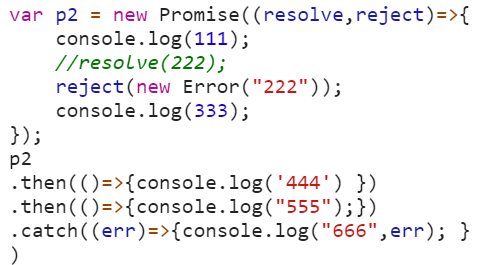 var p2 = new Promise((resolve,reject)=>{
    console.log(111);
    //resolve(222);
    reject(new Error("222"));
    console.log(333);
});
p2
.then(()=>{console.log('444') })
.then(()=>{console.log("555");})
.catch((err)=>{console.log("666",err); }
)